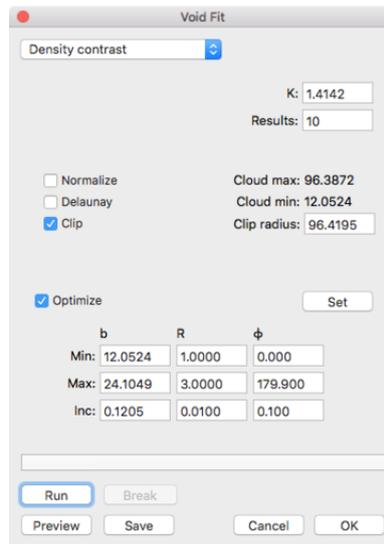 Void Fit
Density contrast
K: 1.4142
Results: 10
Normalize Cloud max: 96.3872
Delaunay Cloud min: 12.0524
Clip Clip radius: 96.4195
Optimize Set
b R ϕ
Min: 12.0524 1.0000 0.000
Max: 24.1049 3.0000 179.900
Inc: 0.1205 0.0100 0.100
Run Break
Preview Save Cancel OK